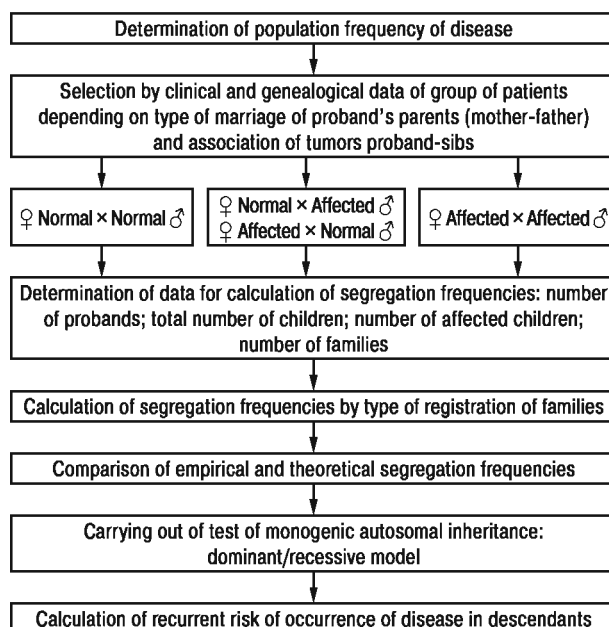 Determination of population frequency of disease
Selection by clinical and genealogical data of group of patients
depending on type of marriage of proband's parents (mother-father)
and association of tumors proband-sibs
♀ Normal × Normal ♂
♀ Normal × Affected ♂
♀ Affected × Normal ♂
♀ Affected × Affected ♂
Determination of data for calculation of segregation frequencies: number
of probands; total number of children; number of affected children;
number of families
Calculation of segregation frequencies by type of registration of families
Comparison of empirical and theoretical segregation frequencies
Carrying out of test of monogenic autosomal inheritance:
dominant/recessive model
Calculation of recurrent risk of occurrence of disease in descendants